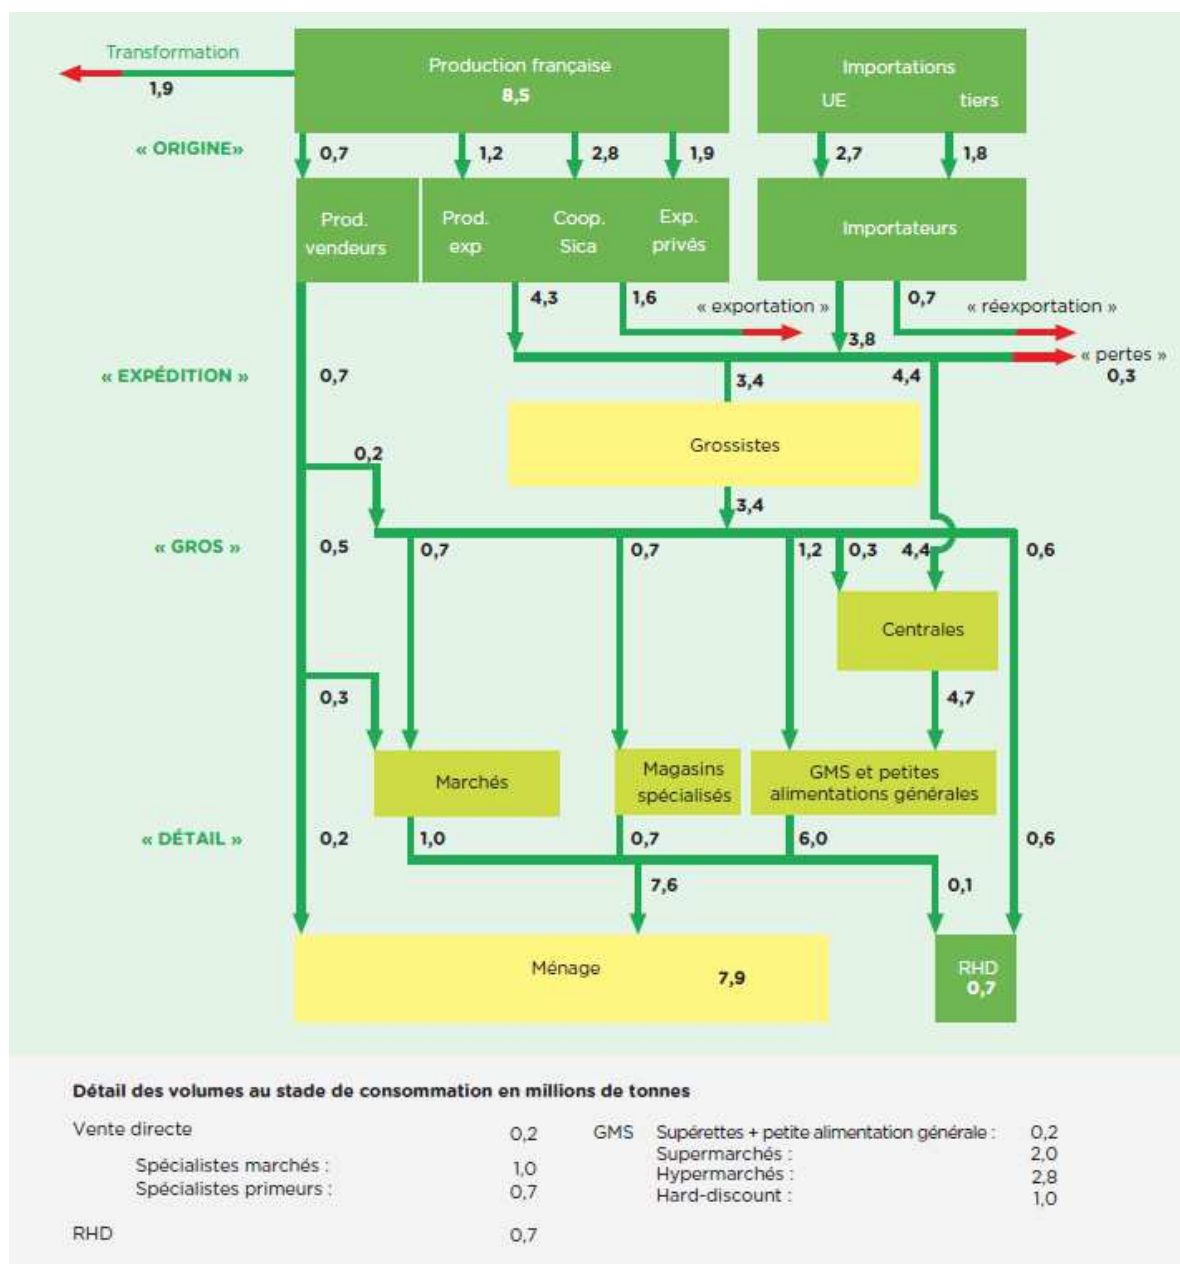 Transformation
1,9
Production française
8,5
Importations
UE tiers
« ORIGINE»
0,7 1,2 2,8 1,9 2,7 1,8
Prod.
vendeurs
Prod.
exp
Coop.
Sica
Exp.
privés
Importateurs
4,3 1,6 « exportation » 0,7 « réexportation »
3,8
« pertes »
0,3
« EXPÉDITION » 0,7 3,4 4,4
Grossistes
0,2
3,4
« GROS » 0,5 0,7 0,7 1,2 0,3 4,4 0,6
Centrales
0,3 4,7
Marchés
Magasins
spécialisés
GMS et petites
alimentations générales
« DÉTAIL » 0,2 1,0 0,7 6,0 0,6
7,6 0,1
Ménage 7,9
RHD
0,7
Détail des volumes au stade de consommation en millions de tonnes
Vente directe 0,2
Spécialistes marchés : 1,0
Spécialistes primeurs : 0,7
RHD 0,7
GMS Supérettes + petite alimentation générale : 0,2
Supermarchés : 2,0
Hypermarchés : 2,8
Hard-discount : 1,0